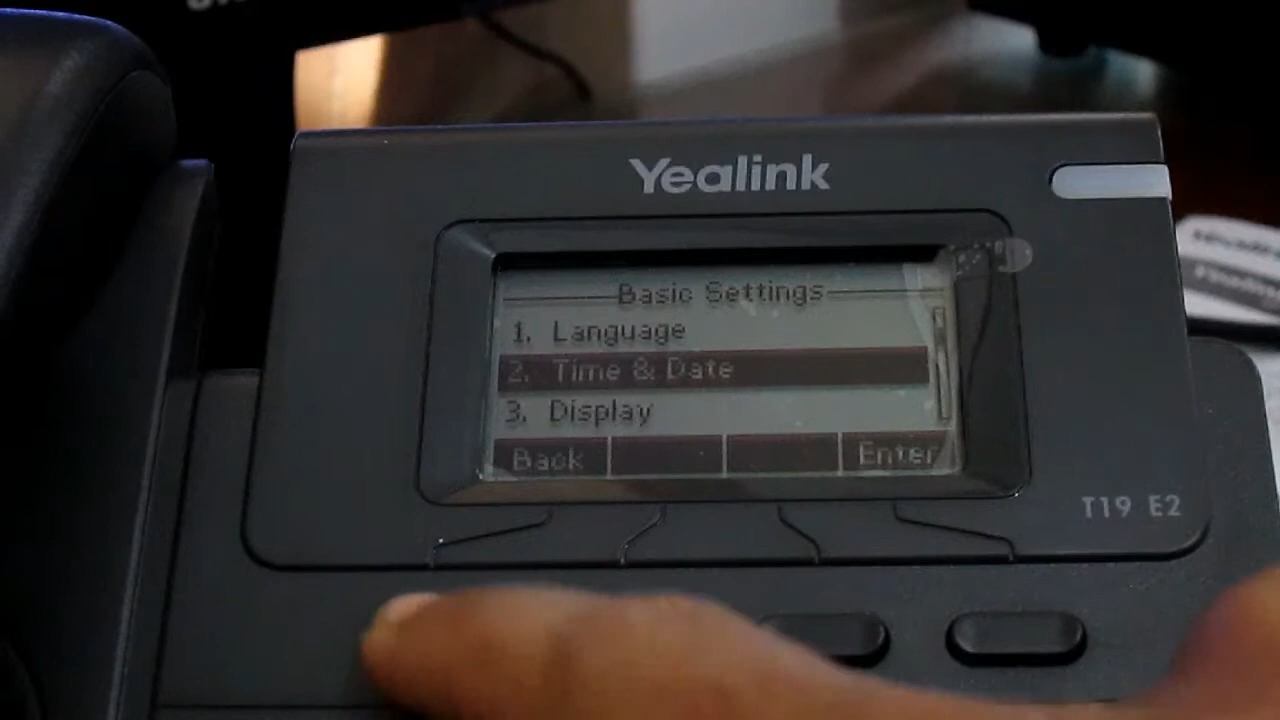 Yealink
Basic Settings
1. Language
2. Time & Date
3. Display
Back Enter
T19 E2